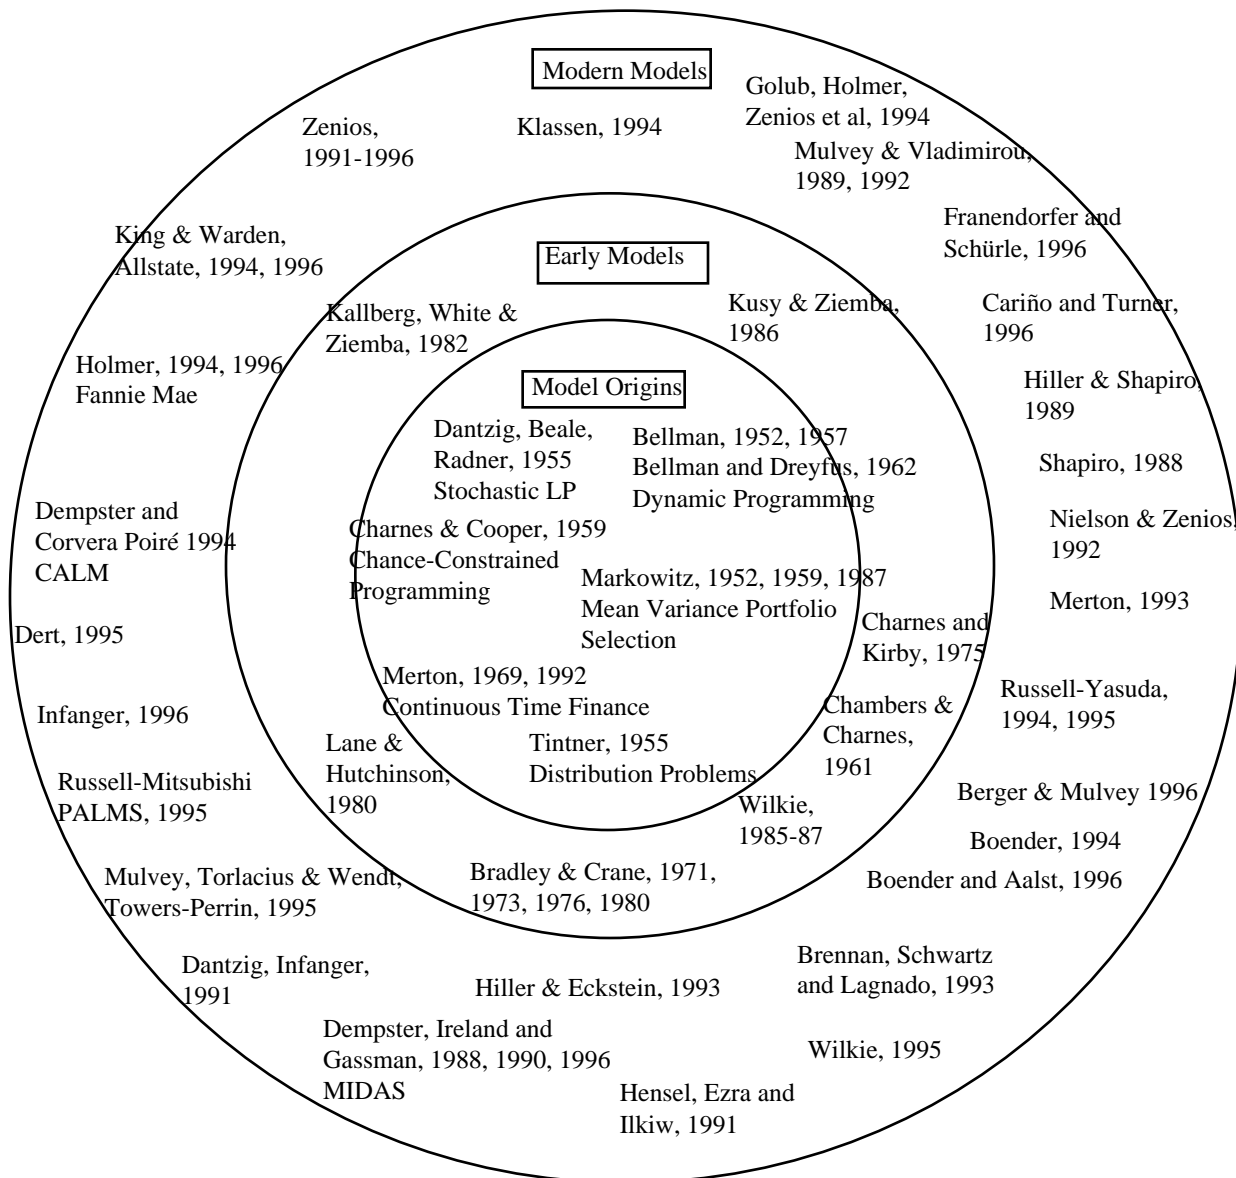 Modern Models
Golub, Holmer,
Zenios et al, 1994
Zenios,
1991-1996
Klassen, 1994
Mulvey & Vladimirou,
1989, 1992
King & Warden,
Allstate, 1994, 1996
Franendorfer and
Schürle, 1996
Early Models
Kallberg, White &
Ziemba, 1982
Kusy & Ziemba,
1986
Cariño and Turner,
1996
Holmer, 1994, 1996
Fannie Mae
Model Origins
Hiller & Shapiro,
1989
Dantzig, Beale,
Radner, 1955
Stochastic LP
Bellman, 1952, 1957
Bellman and Dreyfus, 1962
Dynamic Programming
Shapiro, 1988
Dempster and
Corvera Poiré 1994
CALM
Charnes & Cooper, 1959
Chance-Constrained
Programming
Nielson & Zenios,
1992
Markowitz, 1952, 1959, 1987
Mean Variance Portfolio
Selection
Merton, 1993
Dert, 1995
Charnes and
Kirby, 1975
Merton, 1969, 1992
Continuous Time Finance
Russell-Yasuda,
1994, 1995
Infanger, 1996
Chambers &
Charnes,
1961
Lane &
Hutchinson,
1980
Tintner, 1955
Distribution Problems
Russell-Mitsubishi
PALMS, 1995
Wilkie,
1985-87
Berger & Mulvey 1996
Boender, 1994
Mulvey, Torlacius & Wendt,
Towers-Perrin, 1995
Bradley & Crane, 1971,
1973, 1976, 1980
Boender and Aalst, 1996
Dantzig, Infanger,
1991
Hiller & Eckstein, 1993
Brennan, Schwartz
and Lagnado, 1993
Dempster, Ireland and
Gassman, 1988, 1990, 1996
MIDAS
Wilkie, 1995
Hensel, Ezra and
Ilkiw, 1991